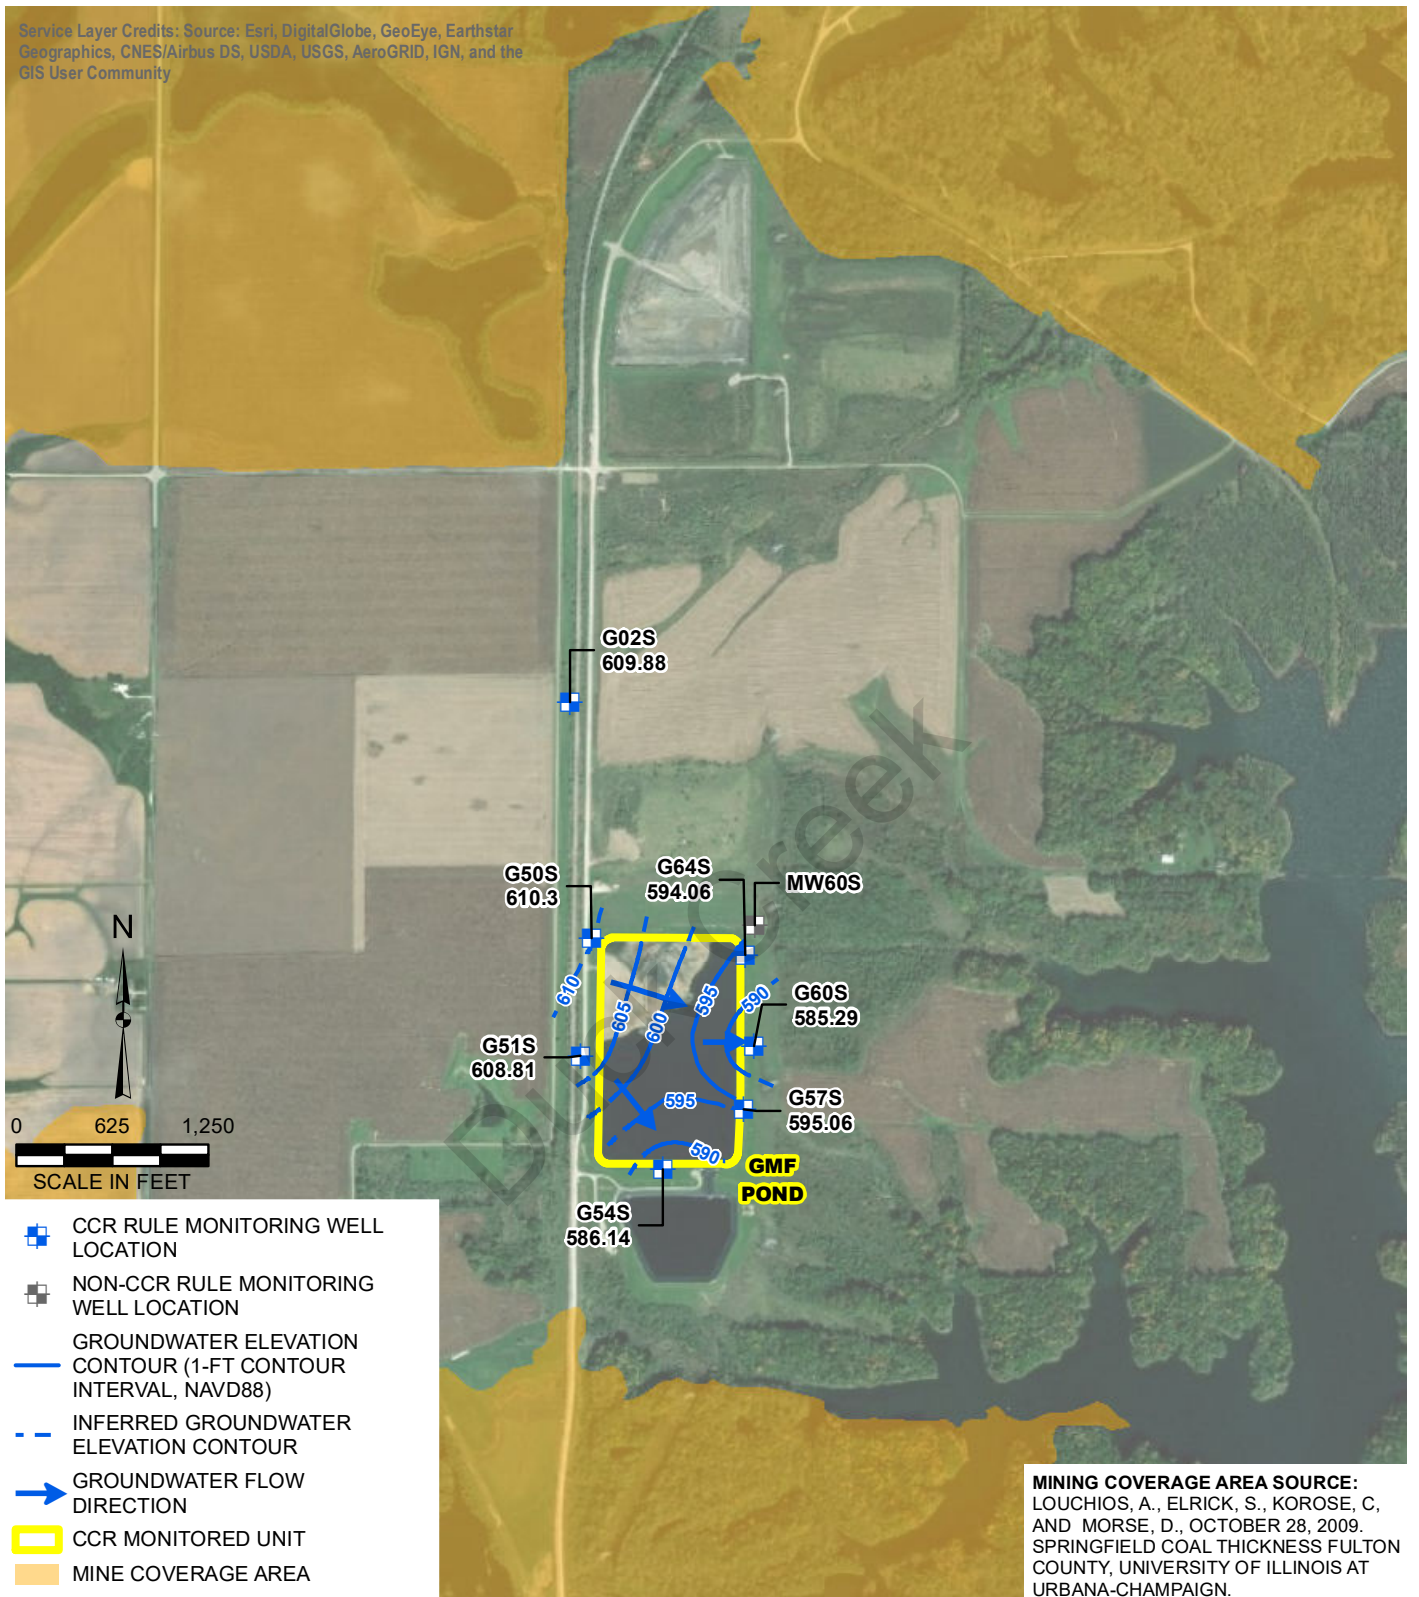 Service Layer Credits: Source: Esri, DigitalGlobe, GeoEye, Earthstar
Geographics, CNES/Airbus DS, USDA, USGS, AeroGRID, IGN, and the
GIS User Community
G02S
609.88
G50S
610.3
G64S
594.06
MW60S
G60S
585.29
G51S
608.81
G57S
595.06
G54S
586.14
610
605
600
595
590
595
590
GMF
POND
Duck Creek
N
0 625 1,250
SCALE IN FEET
CCR RULE MONITORING WELL
LOCATION
NON-CCR RULE MONITORING
WELL LOCATION
GROUNDWATER ELEVATION
CONTOUR (1-FT CONTOUR
INTERVAL, NAVD88)
INFERRED GROUNDWATER
ELEVATION CONTOUR
GROUNDWATER FLOW
DIRECTION
CCR MONITORED UNIT
MINE COVERAGE AREA
MINING COVERAGE AREA SOURCE:
LOUCHIOS, A., ELRICK, S., KOROSE, C,
AND MORSE, D., OCTOBER 28, 2009.
SPRINGFIELD COAL THICKNESS FULTON
COUNTY, UNIVERSITY OF ILLINOIS AT
URBANA-CHAMPAIGN.